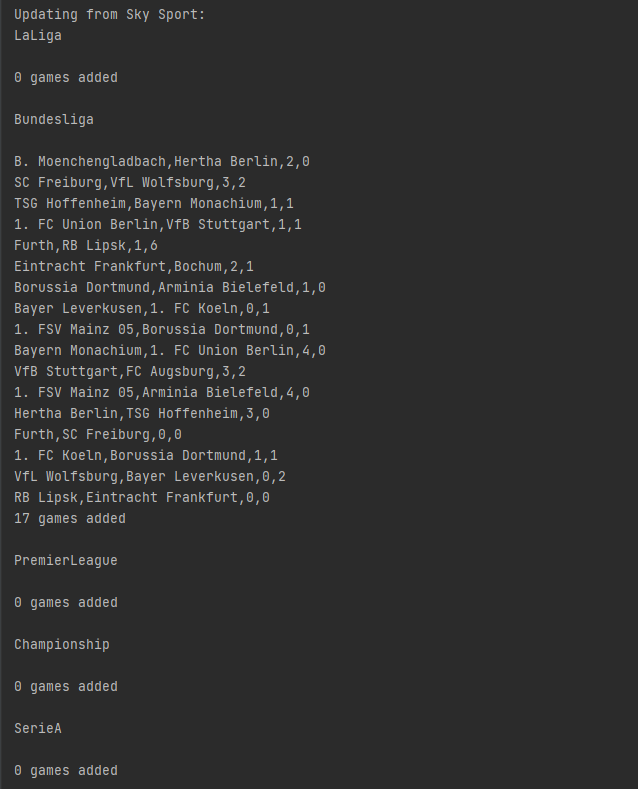 Updating from Sky Sport:
LaLiga
0 games added
Bundesliga
B. Moenchengladbach,Hertha Berlin,2,0
SC Freiburg,VfL Wolfsburg,3,2
TSG Hoffenheim,Bayern Monachium,1,1
1. FC Union Berlin,VfB Stuttgart,1,1
Furth,RB Lipsk,1,6
Eintracht Frankfurt,Bochum,2,1
Borussia Dortmund,Arminia Bielefeld,1,0
Bayer Leverkusen,1. FC Koeln,0,1
1. FSV Mainz 05,Borussia Dortmund,0,1
Bayern Monachium,1. FC Union Berlin,4,0
VfB Stuttgart,FC Augsburg,3,2
1. FSV Mainz 05,Arminia Bielefeld,4,0
Hertha Berlin,TSG Hoffenheim,3,0
Furth,SC Freiburg,0,0
1. FC Koeln,Borussia Dortmund,1,1
VfL Wolfsburg,Bayer Leverkusen,0,2
RB Lipsk,Eintracht Frankfurt,0,0
17 games added
PremierLeague
0 games added
Championship
0 games added
SerieA
0 games added